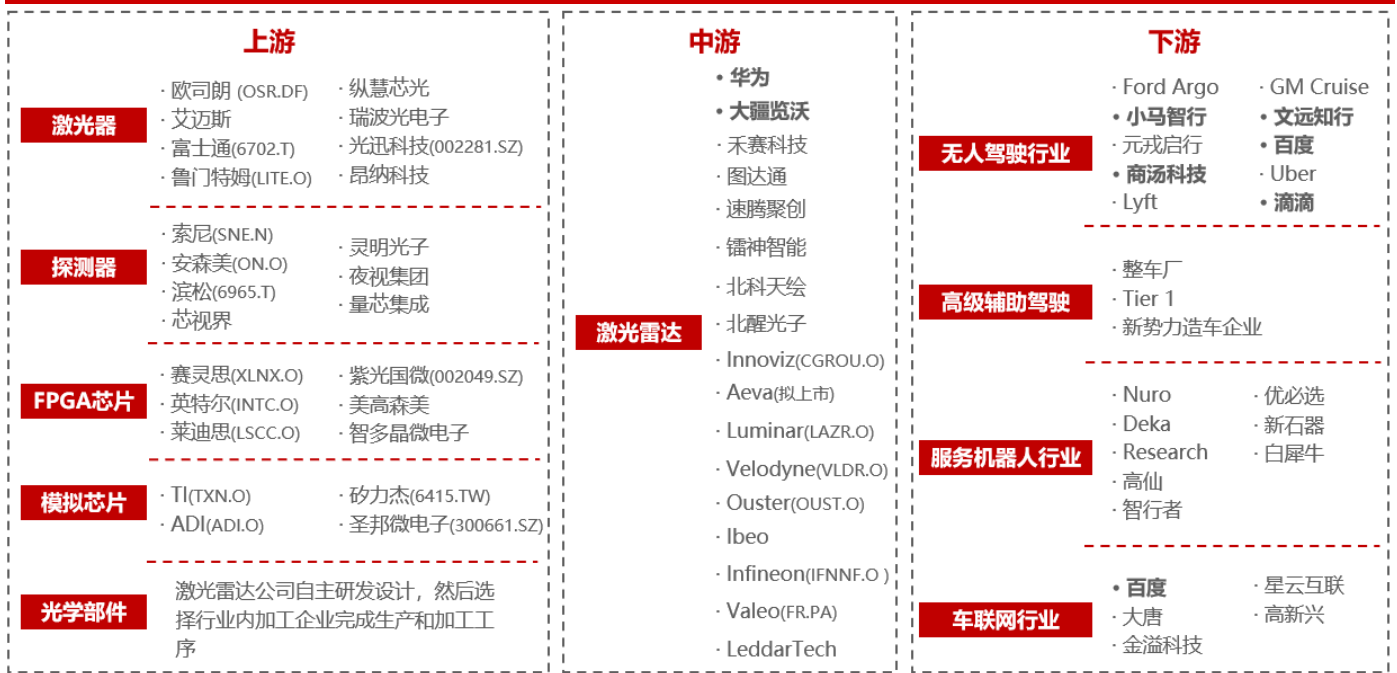 上游
激光器
· 欧司朗 (OSR.DF)
· 艾迈斯
· 富士通(6702.T)
· 鲁门特姆(LITE.O)
· 纵慧芯光
· 瑞波光电子
· 光迅科技(002281.SZ)
· 昂纳科技
探测器
· 索尼(SNE.N)
· 安森美(ON.O)
· 滨松(6965.T)
· 芯视界
· 灵明光子
· 夜视集团
· 量芯集成
FPGA芯片
· 赛灵思(XLNX.O)
· 英特尔(INTC.O)
· 莱迪思(LSCC.O)
· 紫光国微(002049.SZ)
· 美高森美
· 智多晶微电子
模拟芯片
· TI(TXN.O)
· ADI(ADI.O)
· 矽力杰(6415.TW)
· 圣邦微电子(300661.SZ)
光学部件
激光雷达公司自主研发设计，然后选
择行业内加工企业完成生产和加工工
序
中游
激光雷达
• 华为
• 大疆览沃
· 禾赛科技
· 图达通
· 速腾聚创
· 镭神智能
· 北科天绘
· 北醒光子
· Innoviz(CGROU.O)
· Aeva(拟上市)
· Luminar(LAZR.O)
· Velodyne(VLDR.O)
· Ouster(OUST.O)
· Ibeo
· Infineon(IFNNF.O )
· Valeo(FR.PA)
· LeddarTech
下游
无人驾驶行业
· Ford Argo
• 小马智行
· 元戎启行
• 商汤科技
· Lyft
· GM Cruise
• 文远知行
• 百度
· Uber
• 滴滴
高级辅助驾驶
· 整车厂
· Tier 1
· 新势力造车企业
服务机器人行业
· Nuro
· Deka
· Research
· 高仙
· 智行者
· 优必选
· 新石器
· 白犀牛
车联网行业
• 百度
· 大唐
· 金溢科技
· 星云互联
· 高新兴